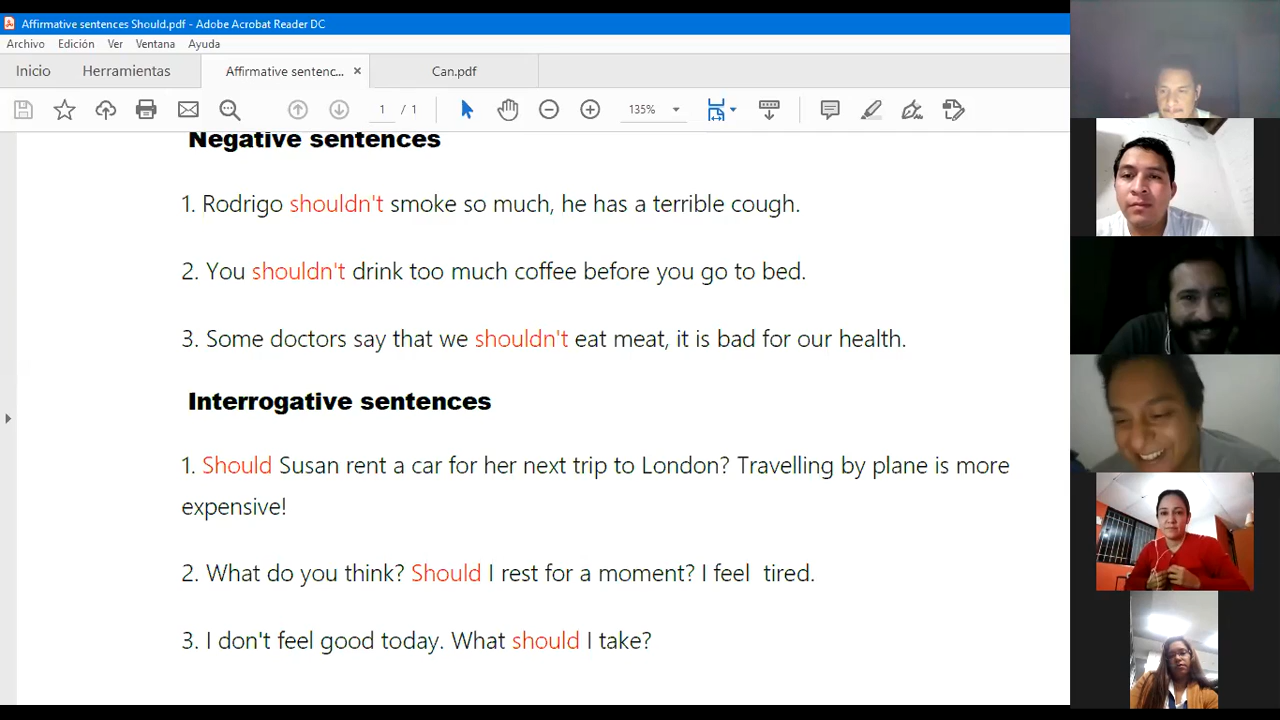 Affirmative sentences Should.pdf - Adobe Acrobat Reader DC
Archivo Edición Ver Ventana Ayuda
Inicio Herramientas Affirmative sentenc... × Can.pdf
1 / 1 135%
Negative sentences
1. Rodrigo shouldn't smoke so much, he has a terrible cough.
2. You shouldn't drink too much coffee before you go to bed.
3. Some doctors say that we shouldn't eat meat, it is bad for our health.
Interrogative sentences
1. Should Susan rent a car for her next trip to London? Travelling by plane is more
expensive!
2. What do you think? Should I rest for a moment? I feel tired.
3. I don't feel good today. What should I take?